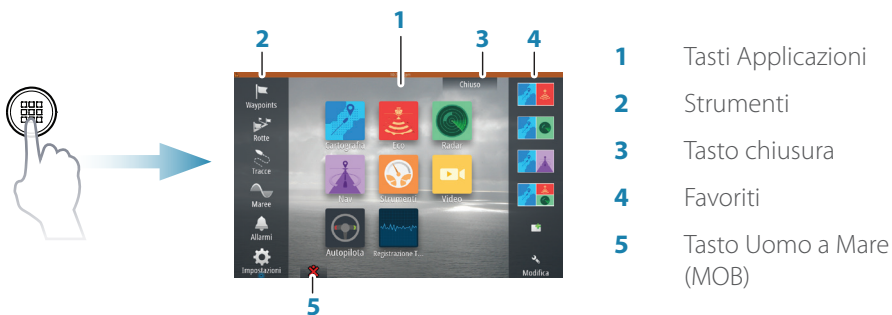 1
2
3
4
Chiuso
Waypoints
Rotte
Tracce
Maree
Allarmi
Impostazioni
Cartografo
Eco
Radar
Nav
Strumenti
Video
Autopilota
Registrazione T...
Modifica
5
1 Tasti Applicazioni
2 Strumenti
3 Tasto chiusura
4 Favoriti
5 Tasto Uomo a Mare
(MOB)